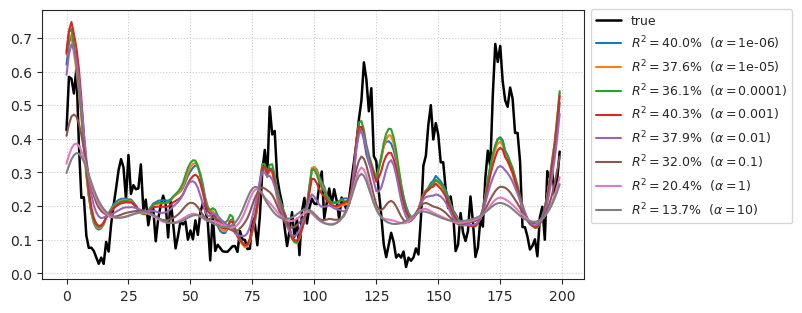 true
R² = 40.0% (α = 1e-06)
R² = 37.6% (α = 1e-05)
R² = 36.1% (α = 0.0001)
R² = 40.3% (α = 0.001)
R² = 37.9% (α = 0.01)
R² = 32.0% (α = 0.1)
R² = 20.4% (α = 1)
R² = 13.7% (α = 10)
0.7
0.6
0.5
0.4
0.3
0.2
0.1
0.0
0 25 50 75 100 125 150 175 200